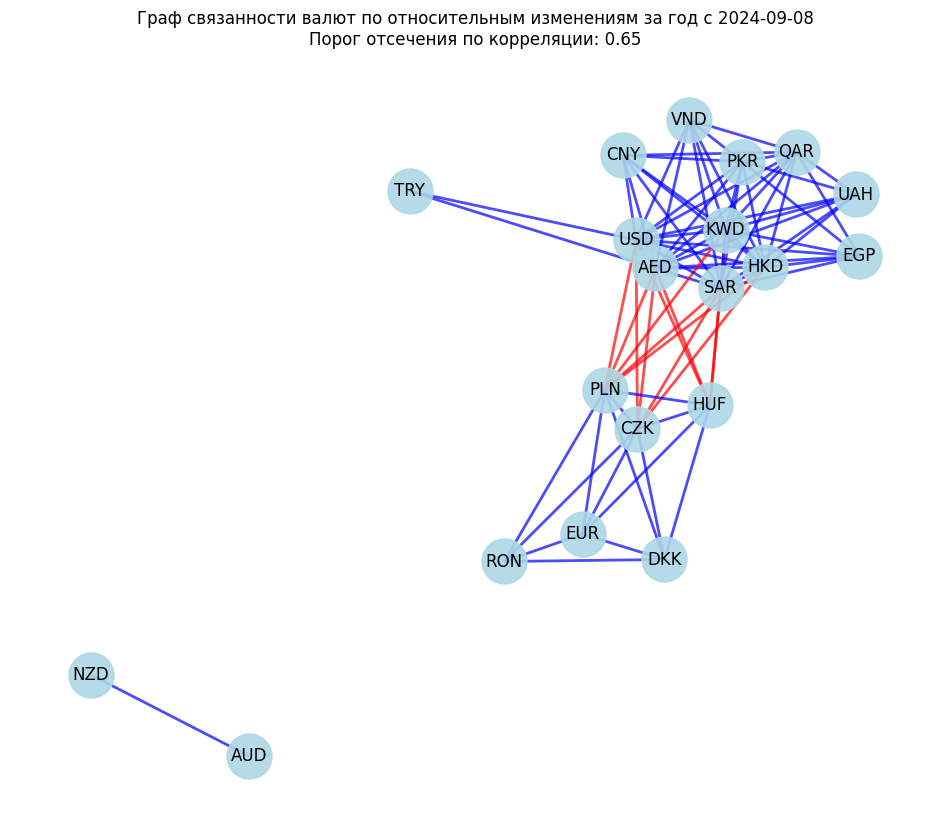 Граф связанности валют по относительным изменениям за год с 2024-09-08
Порог отсечения по корреляции: 0.65
VND
CNY
PKR
QAR
TRY
UAH
USD
KWD
EGP
AED
HKD
SAR
PLN
HUF
CZK
EUR
RON
DKK
NZD
AUD